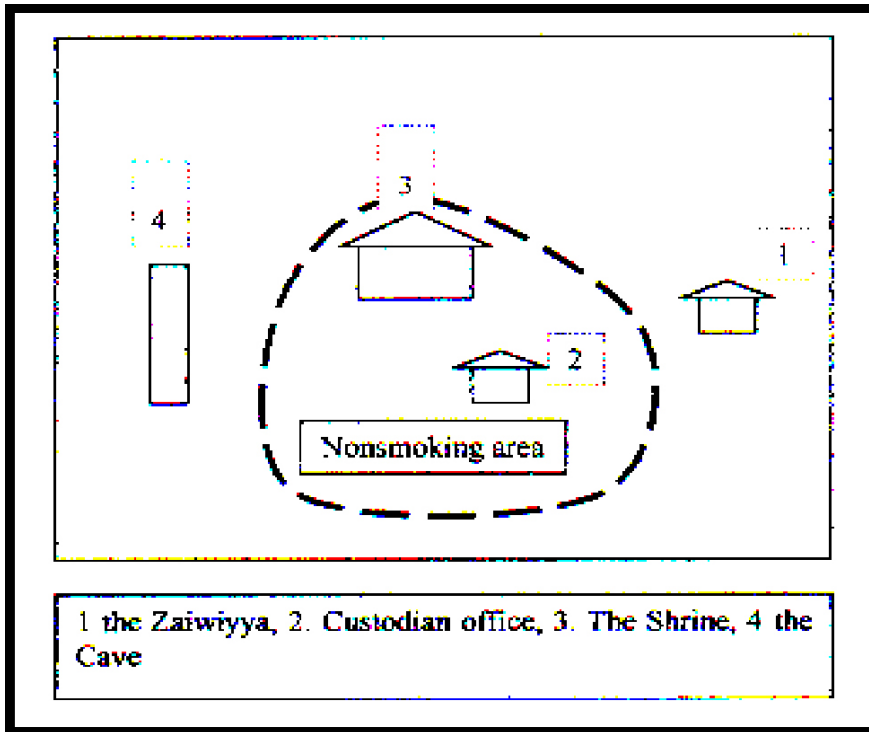 3
4
1
2
Nonsmoking area
1 the Zaiwiyya, 2. Custodian office, 3. The Shrine, 4 the
Cave